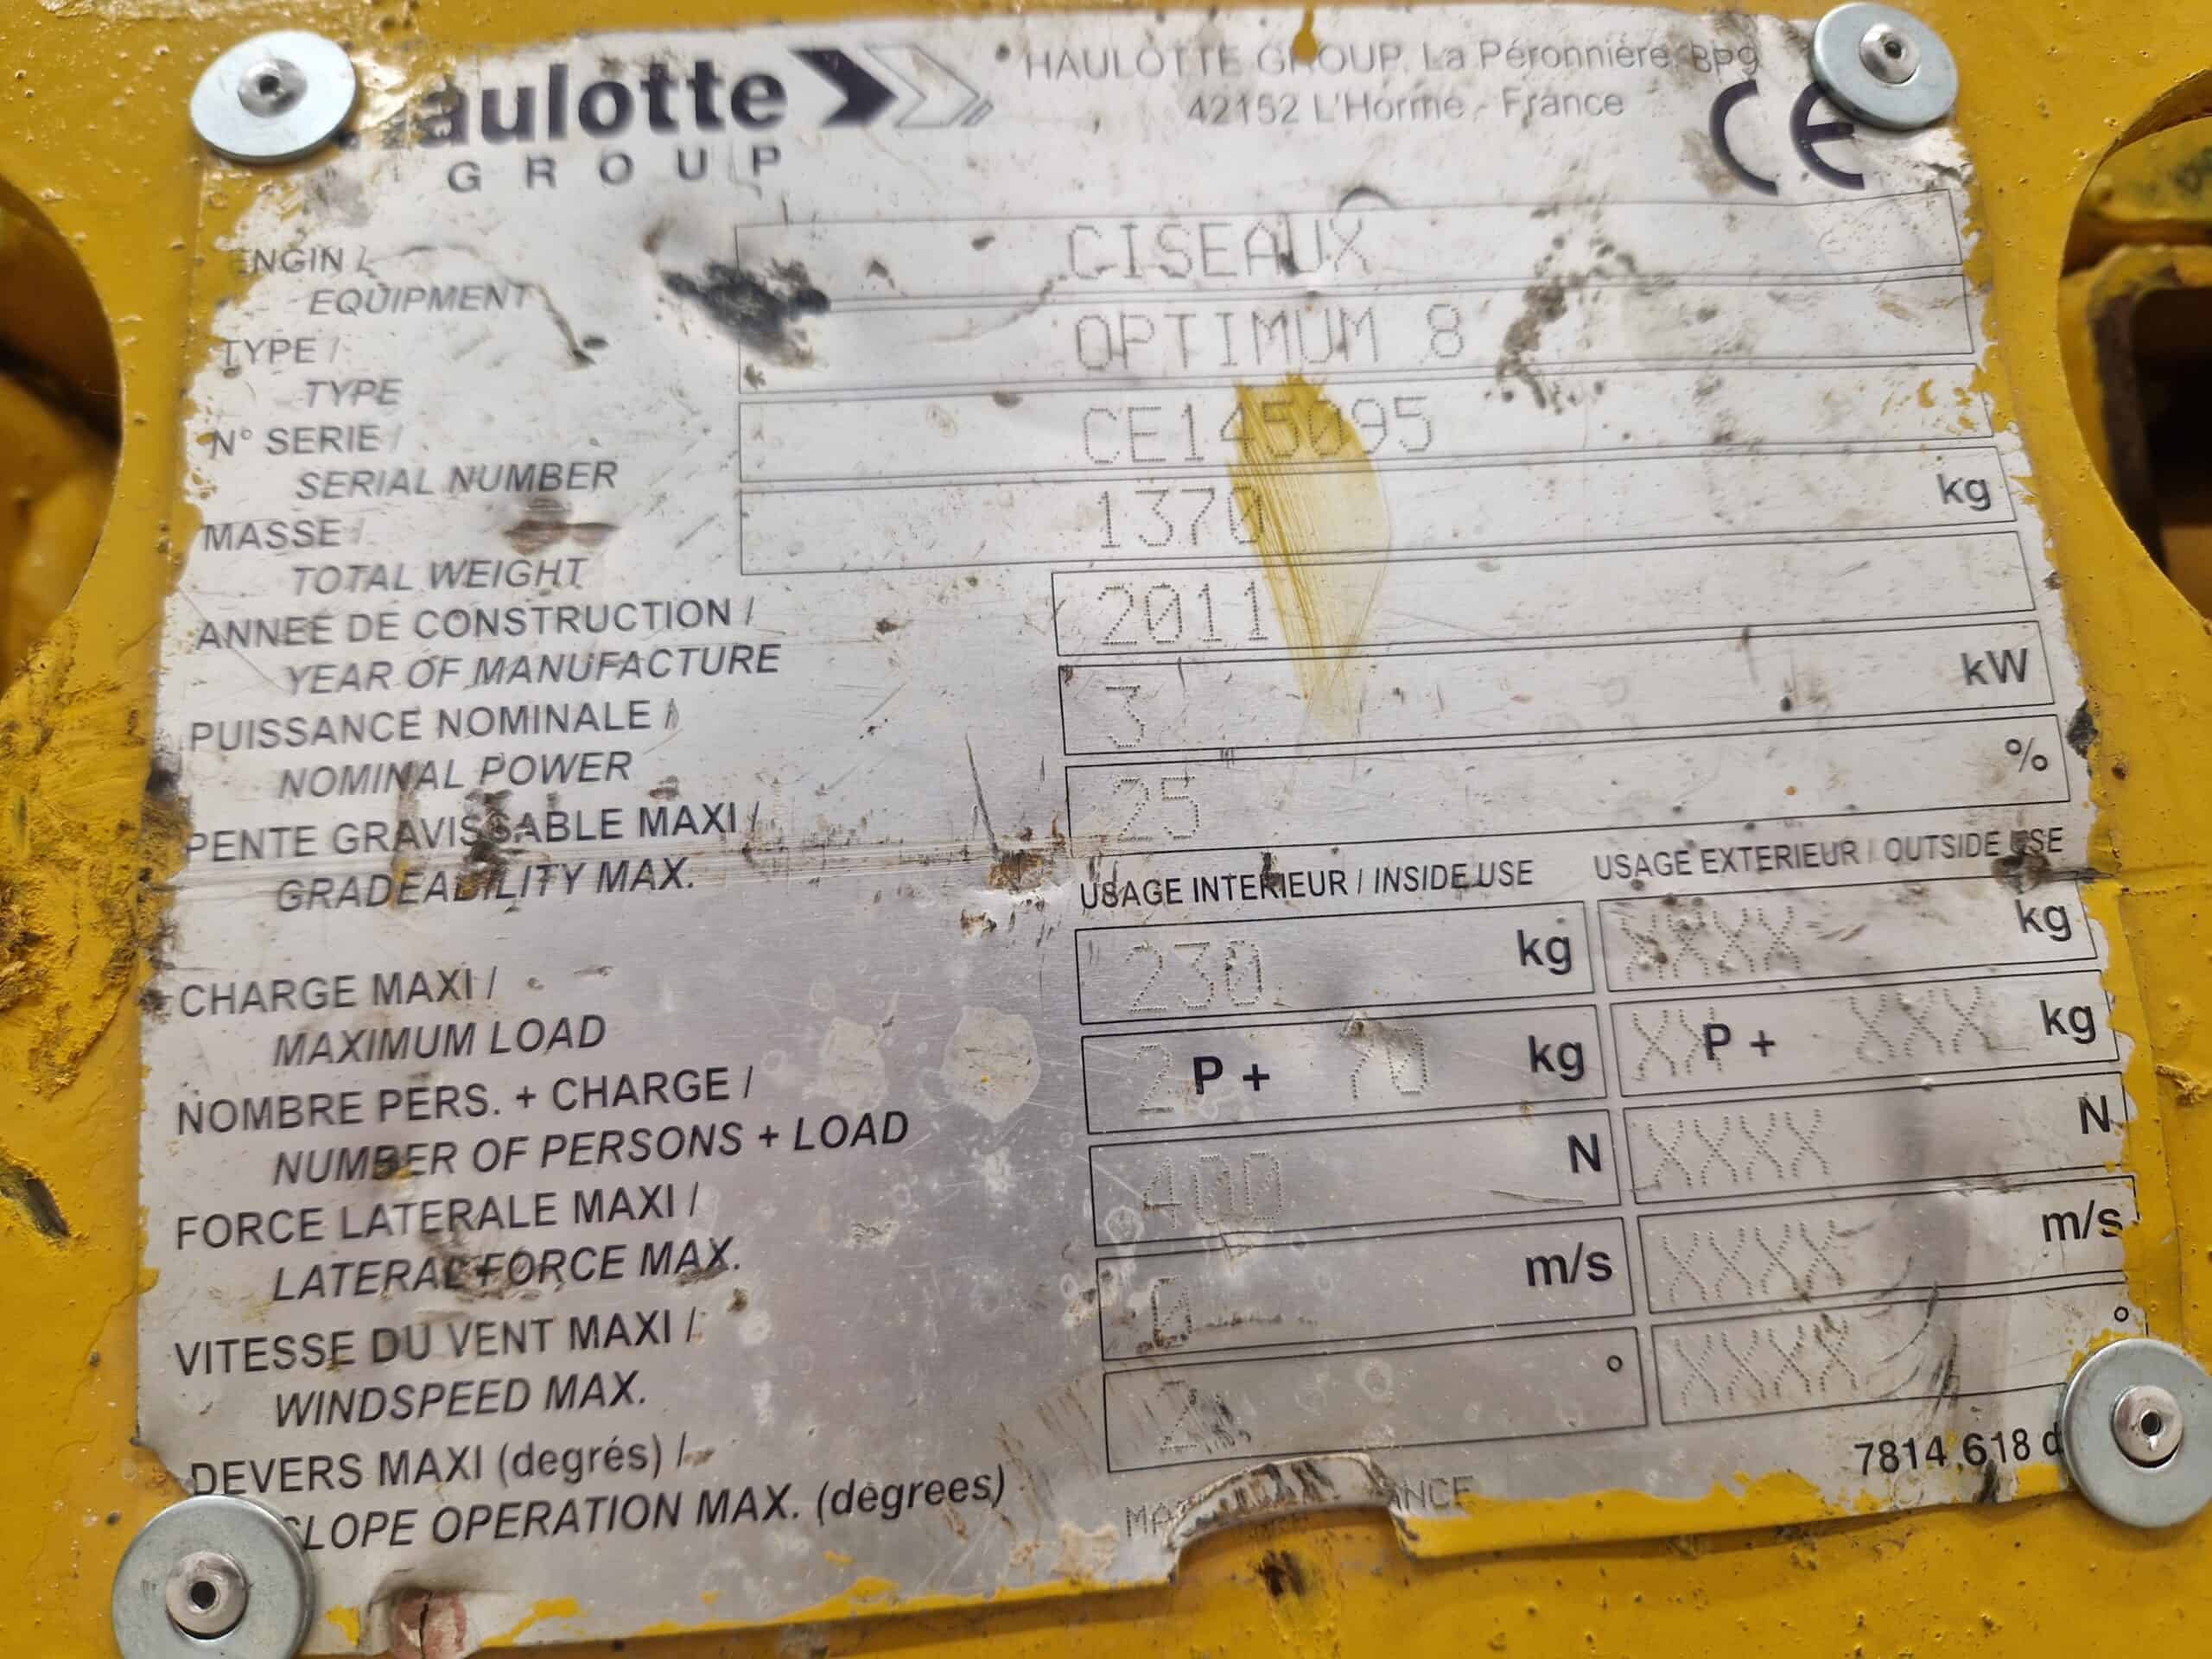 Haulotte
GROUP
HAULOTTE GROUP, La Péronnière, BP9
42152 L'Horme - France
CE
ENGIN / CISEAUX
EQUIPMENT
TYPE / OPTIMUM 8
TYPE
N° SERIE / CE145095
SERIAL NUMBER
MASSE / 1370 kg
TOTAL WEIGHT
ANNEE DE CONSTRUCTION / 2011
YEAR OF MANUFACTURE
PUISSANCE NOMINALE / 3 kW
NOMINAL POWER
PENTE GRAVISSABLE MAXI / 25 %
GRADEABILITY MAX.
USAGE INTERIEUR / INSIDE USE USAGE EXTERIEUR / OUTSIDE USE
CHARGE MAXI / 230 kg XXXX kg
MAXIMUM LOAD
NOMBRE PERS. + CHARGE / 2 P + 70 kg XX P + XXX kg
NUMBER OF PERSONS + LOAD
FORCE LATERALE MAXI / 400 N XXXX N
LATERAL FORCE MAX.
VITESSE DU VENT MAXI / 0 m/s XXXX m/s
WINDSPEED MAX.
DEVERS MAXI (degrés) / 2 ° XXXX °
SLOPE OPERATION MAX. (degrees)
7814 618 d